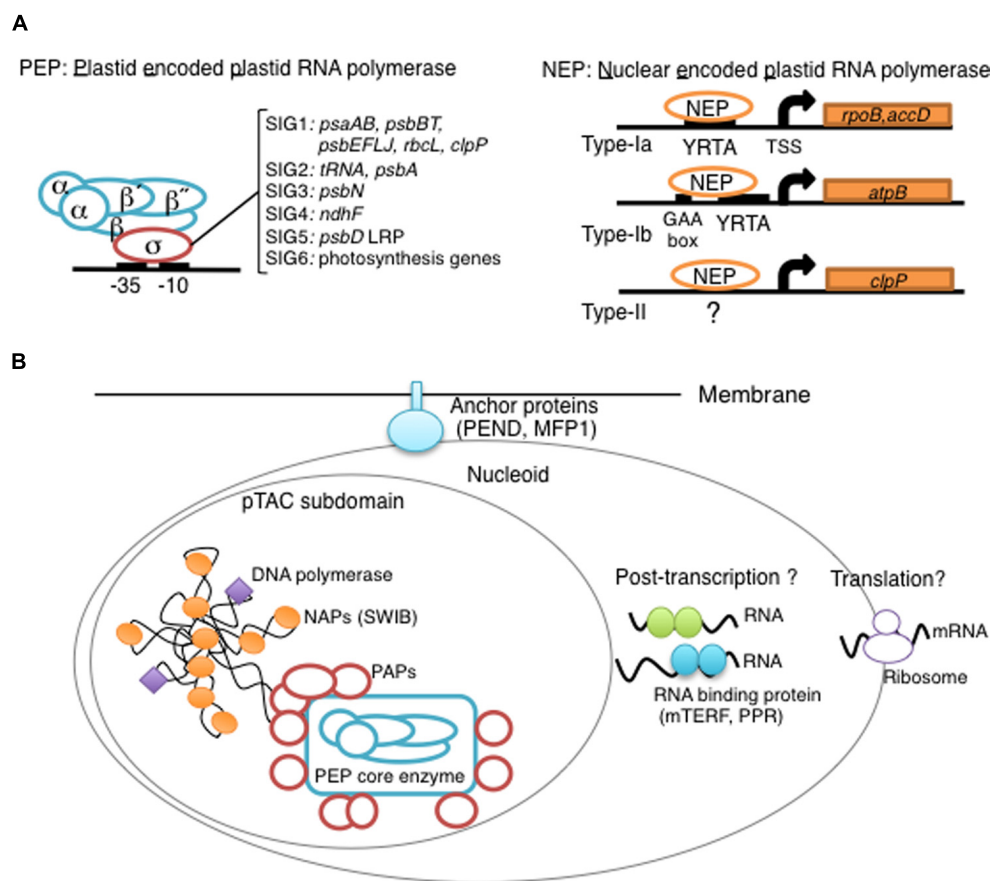 A
PEP: Plastid encoded plastid RNA polymerase
α
α
β´
β″
β
σ
-35 -10
SIG1: psaAB, psbBT,
psbEFLJ, rbcL, clpP
SIG2: tRNA, psbA
SIG3: psbN
SIG4: ndhF
SIG5: psbD LRP
SIG6: photosynthesis genes
NEP: Nuclear encoded plastid RNA polymerase
NEP
rpoB,accD
Type-Ia
YRTA
TSS
NEP
atpB
Type-Ib
GAA
box
YRTA
NEP
clpP
Type-II
?
B
Membrane
Anchor proteins
(PEND, MFP1)
Nucleoid
pTAC subdomain
DNA polymerase
NAPs (SWIB)
PAPs
PEP core enzyme
Post-transcription ?
RNA
RNA
RNA binding protein
(mTERF, PPR)
Translation?
mRNA
Ribosome